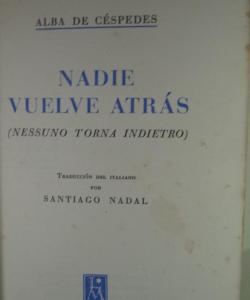 ALBA DE CÉSPEDES
NADIE
VUELVE ATRÁS
(NESSUNO TORNA INDIETRO)
TRADUCCIÓN DEL ITALIANO
POR
SANTIAGO NADAL